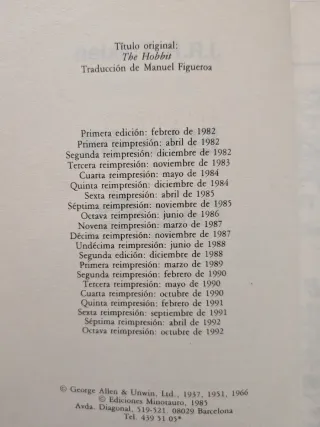 Título original:
The Hobbit
Traducción de Manuel Figueroa
Primera edición: febrero de 1982
Primera reimpresión: abril de 1982
Segunda reimpresión: diciembre de 1982
Tercera reimpresión: noviembre de 1983
Cuarta reimpresión: mayo de 1984
Quinta reimpresión: diciembre de 1984
Sexta reimpresión: abril de 1985
Séptima reimpresión: noviembre de 1985
Octava reimpresión: junio de 1986
Novena reimpresión: marzo de 1987
Décima reimpresión: noviembre de 1987
Undécima reimpresión: junio de 1988
Segunda edición: diciembre de 1988
Primera reimpresión: marzo de 1989
Segunda reimpresión: febrero de 1990
Tercera reimpresión: mayo de 1990
Cuarta reimpresión: octubre de 1990
Quinta reimpresión: febrero de 1991
Sexta reimpresión: septiembre de 1991
Séptima reimpresión: abril de 1992
Octava reimpresión: octubre de 1992
© George Allen & Unwin, Ltd., 1937, 1951, 1966
© Ediciones Minotauro, 1985
Avda. Diagonal, 519-521. 08029 Barcelona
Tel. 439 51 05*